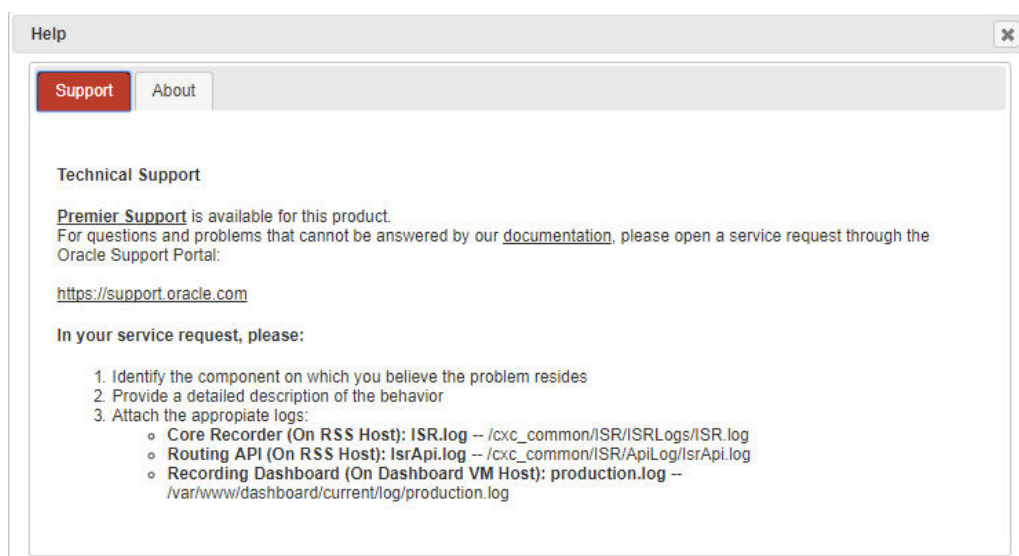 Help
Support
About
Technical Support
Premier Support is available for this product.
For questions and problems that cannot be answered by our documentation, please open a service request through the
Oracle Support Portal:
https://support.oracle.com
In your service request, please:
1. Identify the component on which you believe the problem resides
2. Provide a detailed description of the behavior
3. Attach the appropiate logs:
Core Recorder (On RSS Host): ISR.log -- /cxc_common/ISR/ISRLogs/ISR.log
Routing API (On RSS Host): IsrApi.log -- /cxc_common/ISR/ApiLog/IsrApi.log
Recording Dashboard (On Dashboard VM Host): production.log --
/var/www/dashboard/current/log/production.log